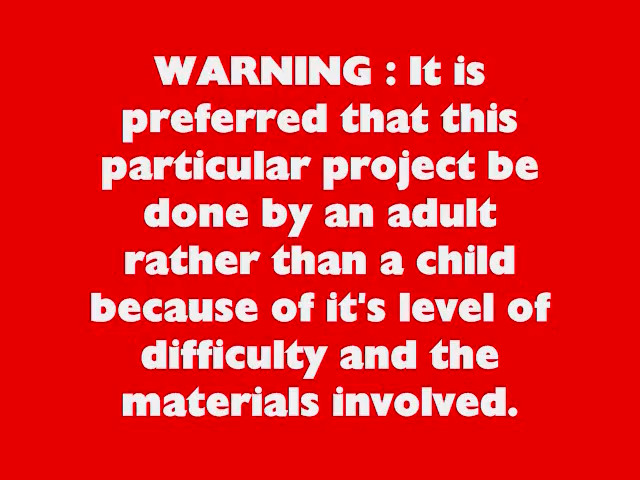 WARNING : It is
preferred that this
particular project be
done by an adult
rather than a child
because of it's level of
difficulty and the
materials involved.